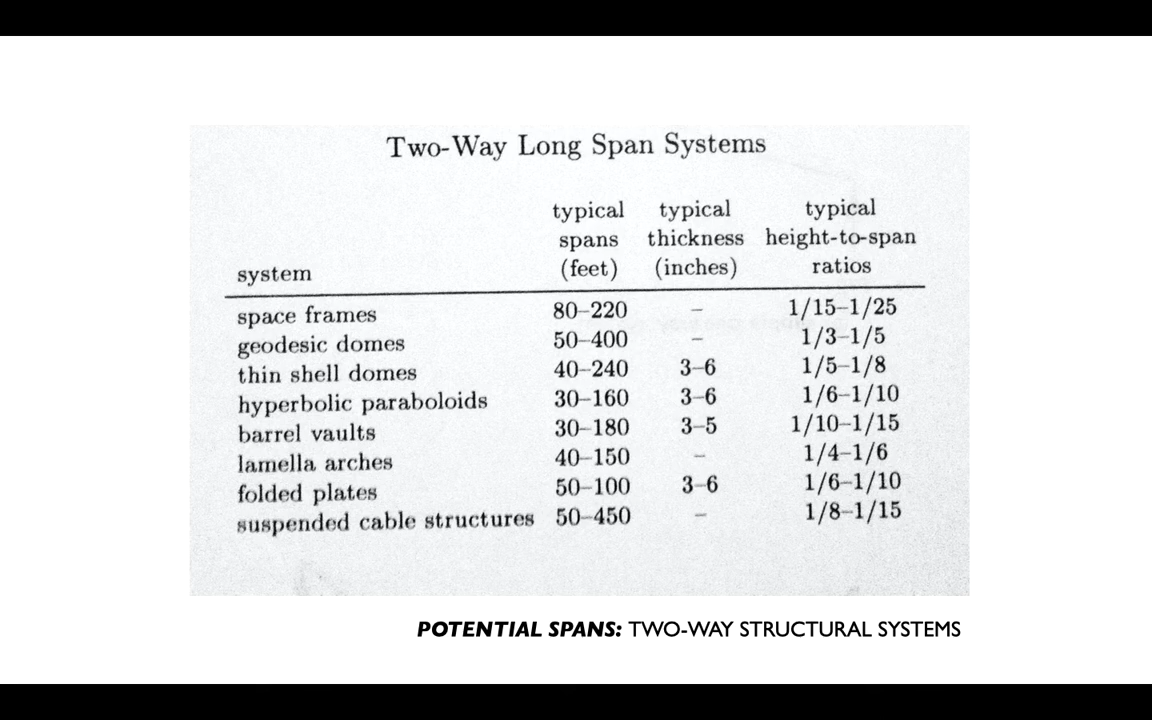 Two-Way Long Span Systems
typical typical typical
spans thickness height-to-span
system (feet) (inches) ratios
space frames 80–220 – 1/15–1/25
geodesic domes 50–400 – 1/3–1/5
thin shell domes 40–240 3–6 1/5–1/8
hyperbolic paraboloids 30–160 3–6 1/6–1/10
barrel vaults 30–180 3–5 1/10–1/15
lamella arches 40–150 – 1/4–1/6
folded plates 50–100 3–6 1/6–1/10
suspended cable structures 50–450 – 1/8–1/15
POTENTIAL SPANS: TWO-WAY STRUCTURAL SYSTEMS